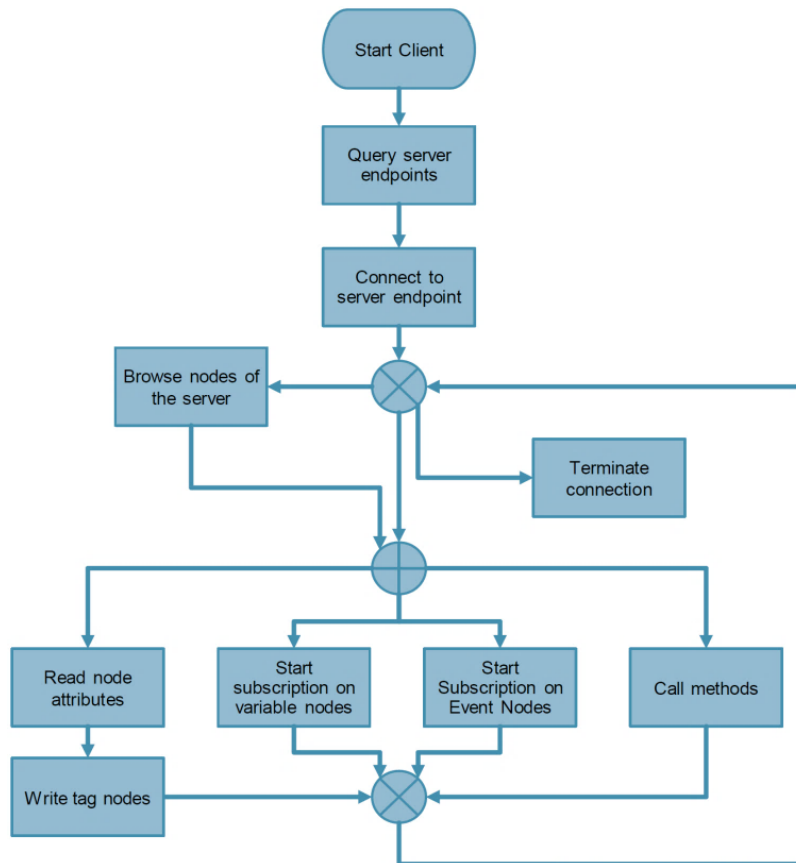 Start Client
Query server
endpoints
Connect to
server endpoint
Browse nodes of
the server
Terminate
connection
Read node
attributes
Start
subscription on
variable nodes
Start
Subscription on
Event Nodes
Call methods
Write tag nodes